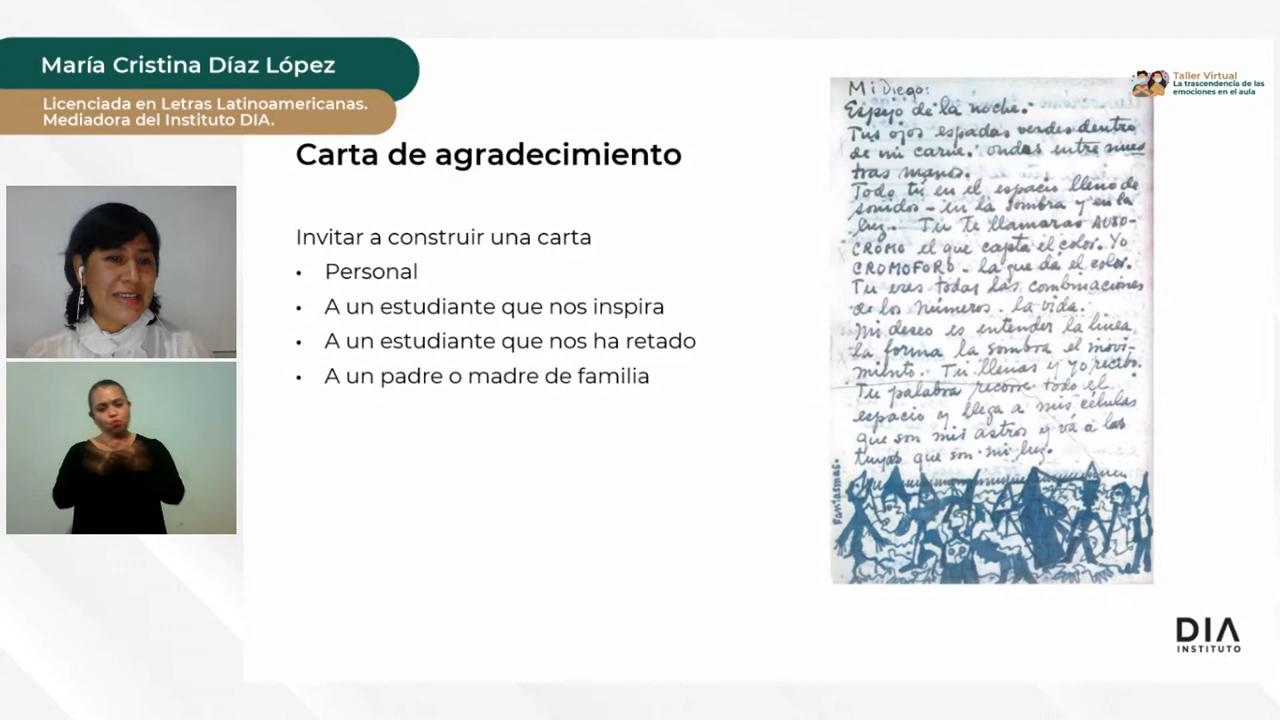 María Cristina Díaz López
Licenciada en Letras Latinoamericanas.
Mediadora del Instituto DIA.
Taller Virtual
La trascendencia de las
emociones en el aula
Carta de agradecimiento
Invitar a construir una carta
• Personal
• A un estudiante que nos inspira
• A un estudiante que nos ha retado
• A un padre o madre de familia
Mi Diego:
Espejo de la noche.
Tus ojos espadas verdes dentro
de mi carne. ondas entre nues
tras manos.
Todo tú en el espacio lleno de
sonidos - en la sombra y en la
luz. Tú te llamarás AUXO-
CROMO el que capta el color. Yo
CROMOFORO - la que da el color.
Tú eres todas las combinaciones
de los números. la vida.
Mi deseo es entender la línea
la forma la sombra el movi-
miento. Tú llenas y yo recibo.
Tu palabra recorre todo el
espacio y llega a mis células
que son mis astros y vá a las
tuyas que son mi luz.
Fantasmas.
DIA
INSTITUTO